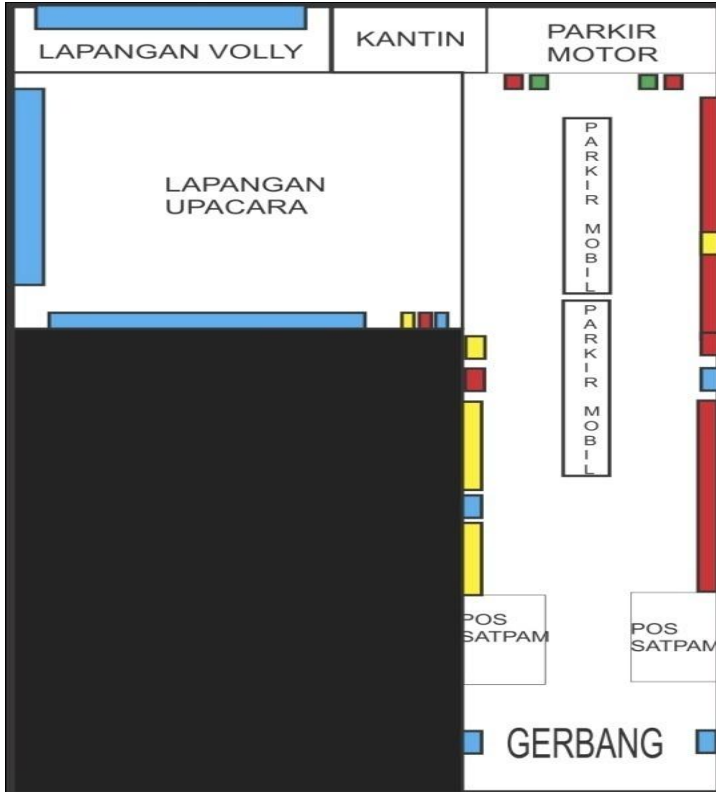 LAPANGAN VOLLY
KANTIN
PARKIR
MOTOR
LAPANGAN
UPACARA
PARKIR MOBIL
PARKIR MOBIL
POS
SATPAM
POS
SATPAM
GERBANG